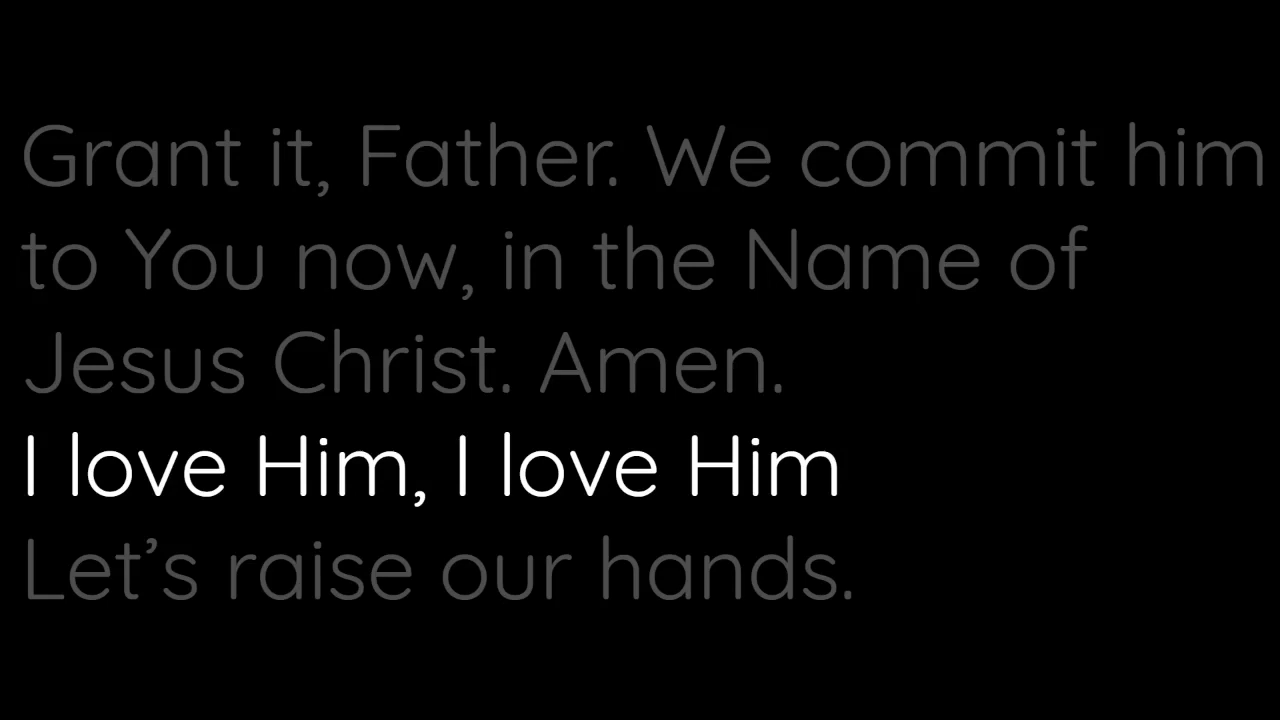 Grant it, Father. We commit him
to You now, in the Name of
Jesus Christ. Amen.
I love Him, I love Him
Let’s raise our hands.